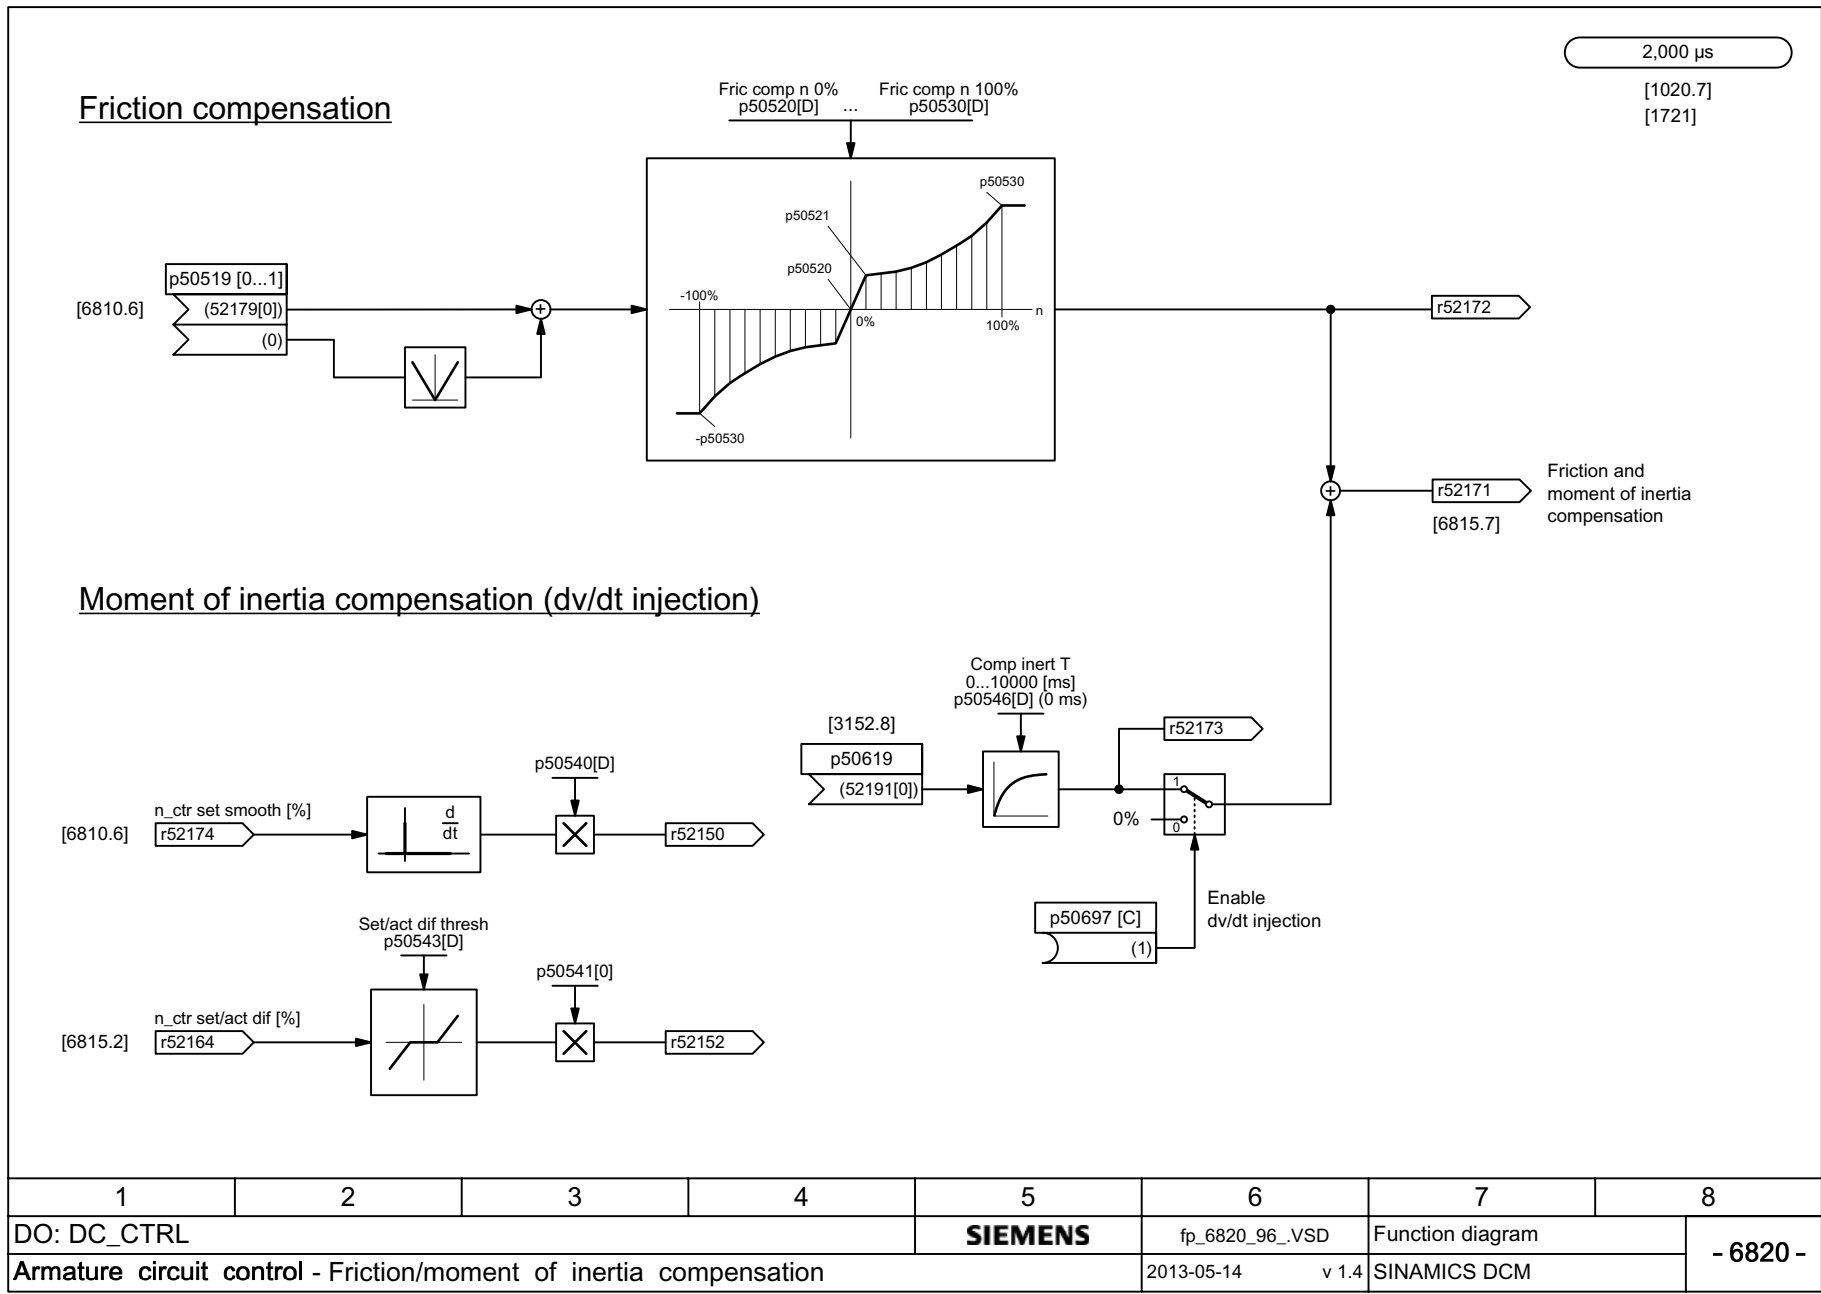 2,000 µs
[1020.7]
[1721]
Friction compensation
Fric comp n 0%
p50520[D]
...
Fric comp n 100%
p50530[D]
p50530
p50521
p50520
-100%
0%
100%
n
-p50530
[6810.6]
p50519 [0...1]
(52179[0])
(0)
+
r52172
+
r52171
[6815.7]
Friction and
moment of inertia
compensation
Moment of inertia compensation (dv/dt injection)
Comp inert T
0...10000 [ms]
p50546[D] (0 ms)
[3152.8]
p50619
(52191[0])
r52173
1
0%
0
Enable
dv/dt injection
p50697 [C]
(1)
p50540[D]
n_ctr set smooth [%]
[6810.6]
r52174
d
dt
r52150
Set/act dif thresh
p50543[D]
p50541[0]
n_ctr set/act dif [%]
[6815.2]
r52164
r52152
1 2 3 4 5 6 7 8
DO: DC_CTRL
SIEMENS
fp_6820_96_.VSD
Function diagram
- 6820 -
Armature circuit control - Friction/moment of inertia compensation
2013-05-14
v 1.4
SINAMICS DCM